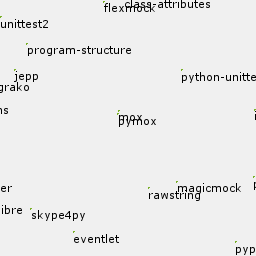 class-attributes
flexmock
unittest2
program-structure
jepp
python-unitte
grako
ns
mox
pymox
er
magicmock
rawstring
ibre
skype4py
eventlet
pyp